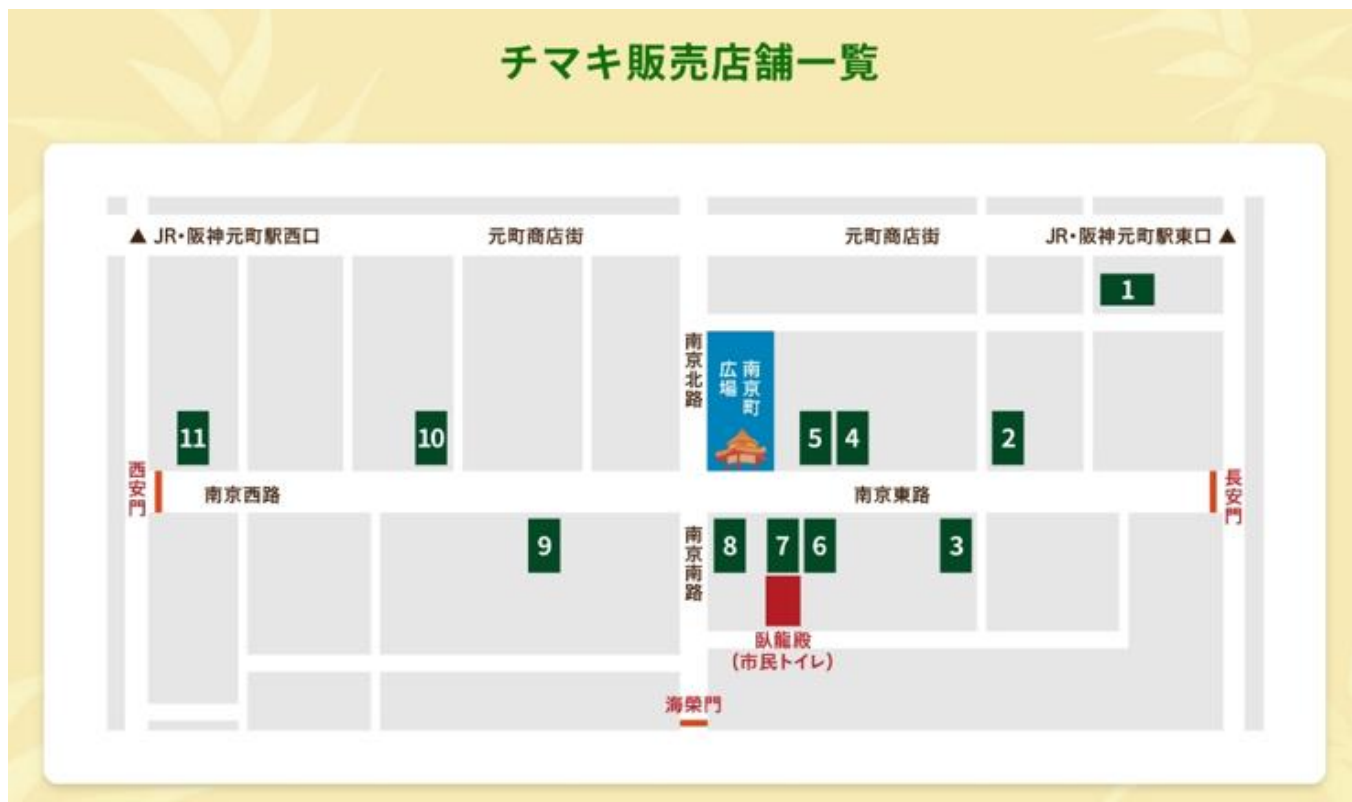 チマキ販売店舗一覧
▲ JR・阪神元町駅西口
元町商店街
元町商店街
JR・阪神元町駅東口 ▲
1
南京北路
南京町
広場
11
10
5
4
2
西安門
南京西路
南京東路
長安門
9
南京南路
8
7
6
3
臥龍殿
(市民トイレ)
海榮門